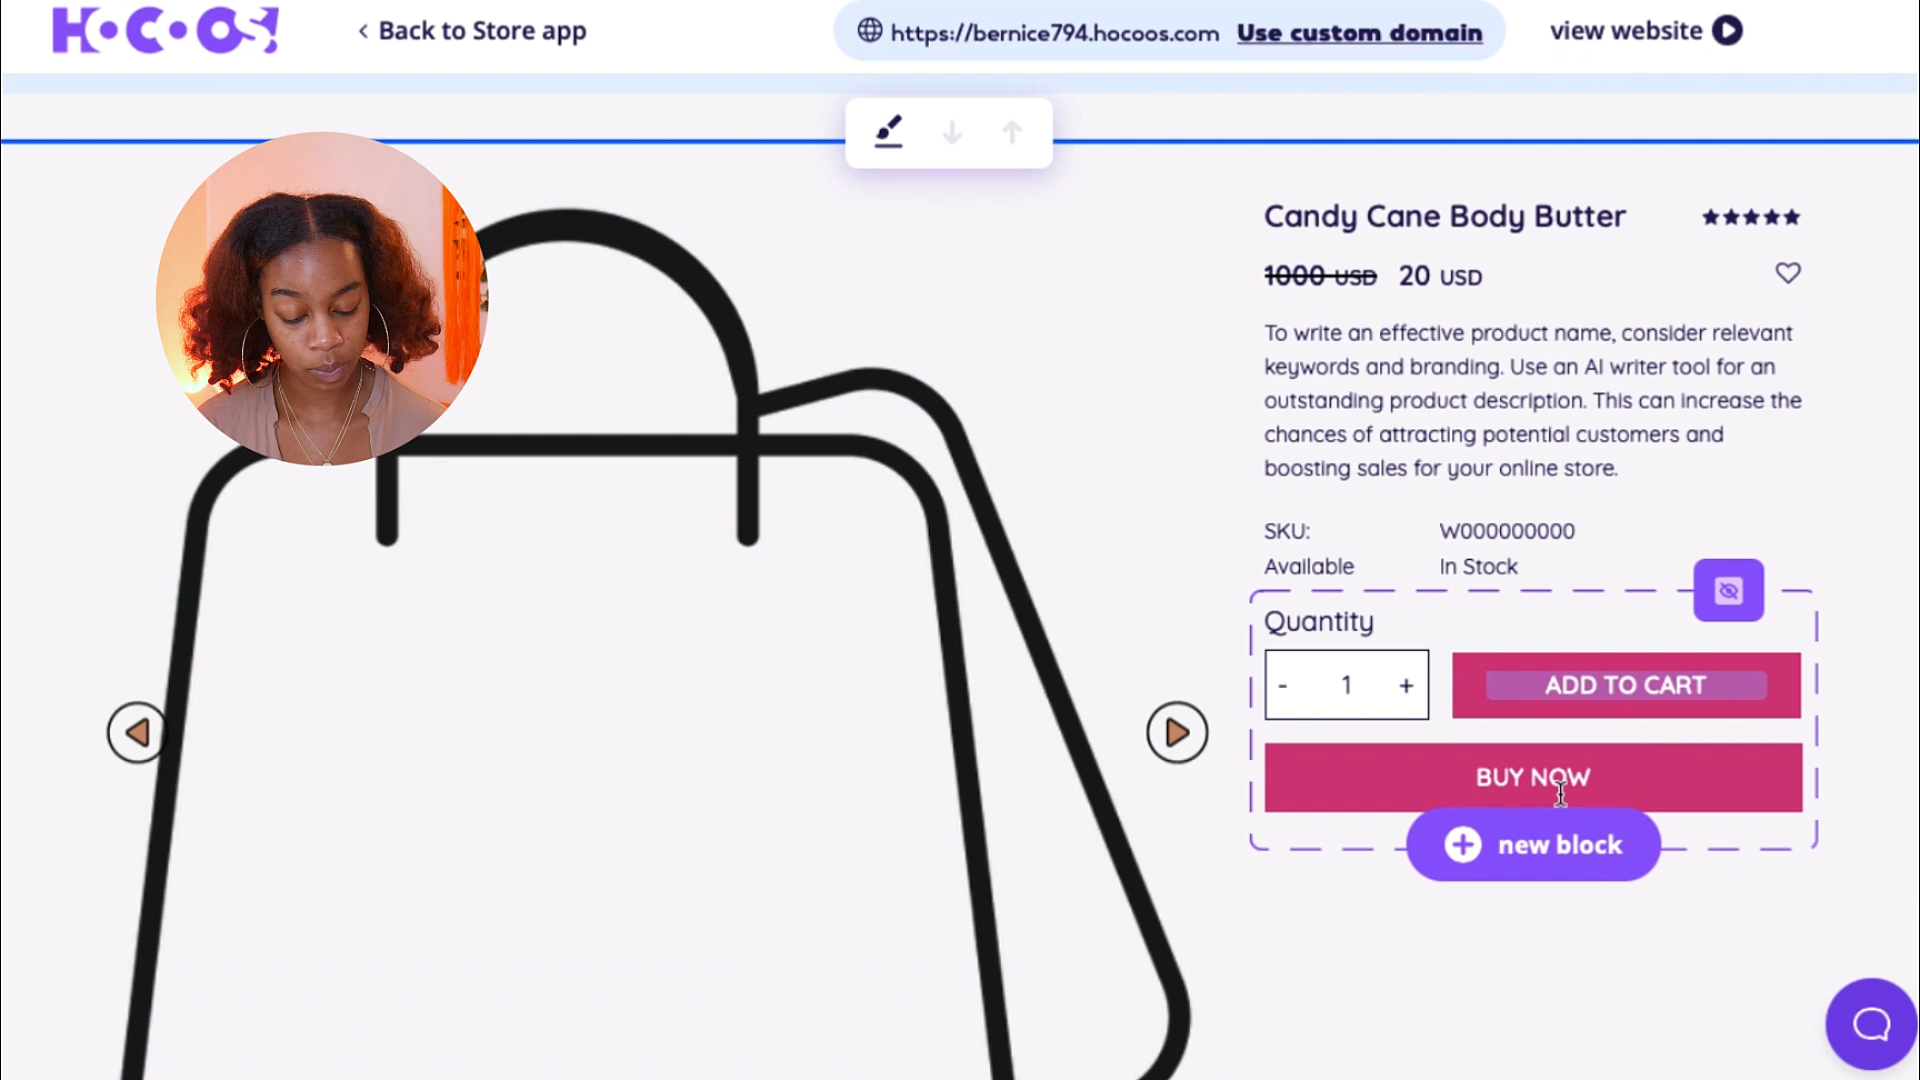 HOCOOS!
Back to Store app
https://bernice794.hocoos.com Use custom domain
view website
Candy Cane Body Butter
1000 USD 20 USD
To write an effective product name, consider relevant
keywords and branding. Use an AI writer tool for an
outstanding product description. This can increase the
chances of attracting potential customers and
boosting sales for your online store.
SKU: W000000000
Available In Stock
Quantity
- 1 + ADD TO CART
BUY NOW
new block